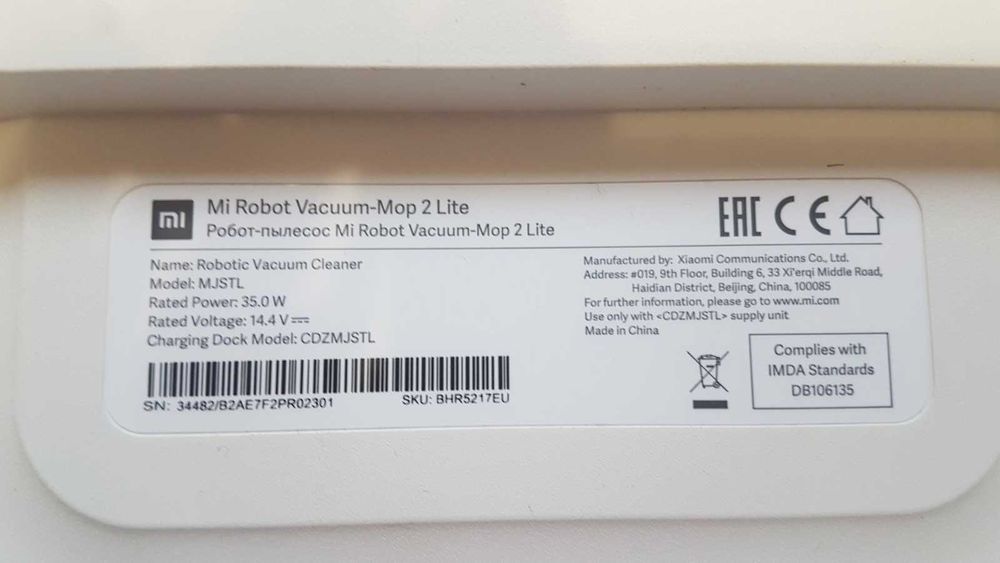 mi
Mi Robot Vacuum-Mop 2 Lite
Робот-пылесос Mi Robot Vacuum-Mop 2 Lite
EAC CE
Name: Robotic Vacuum Cleaner
Model: MJSTL
Rated Power: 35.0 W
Rated Voltage: 14.4 V⎓
Charging Dock Model: CDZMJSTL
SN: 34482/B2AE7F2PR02301
SKU: BHR5217EU
Manufactured by: Xiaomi Communications Co., Ltd.
Address: #019, 9th Floor, Building 6, 33 Xi'erqi Middle Road,
Haidian District, Beijing, China, 100085
For further information, please go to www.mi.com
Use only with <CDZMJSTL> supply unit
Made in China
Complies with
IMDA Standards
DB106135